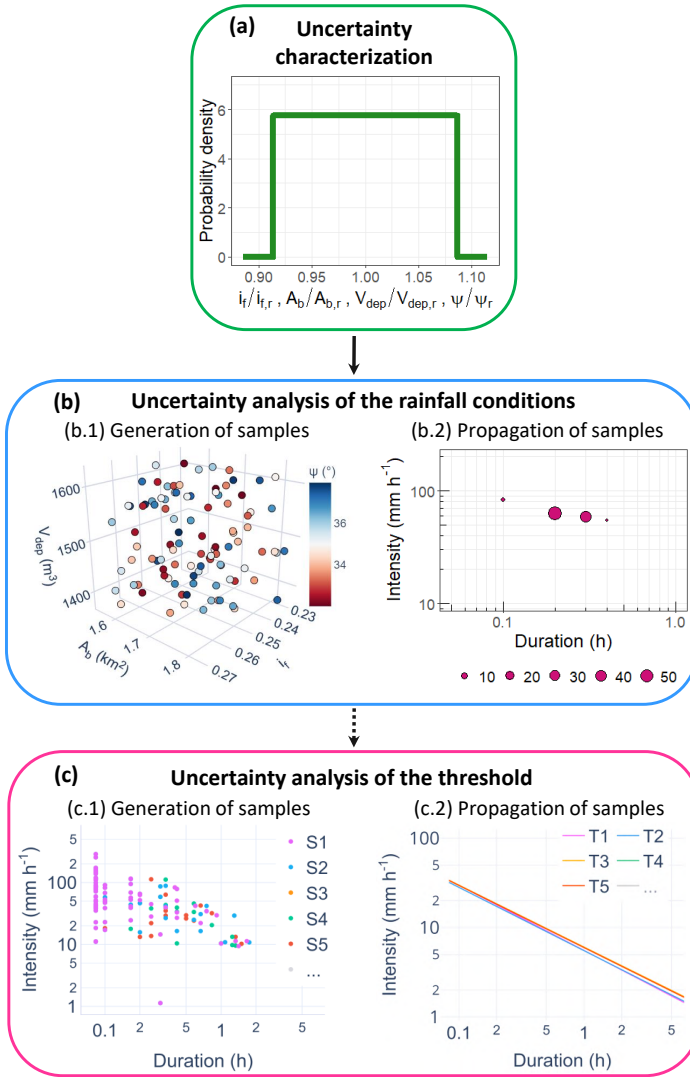 (a) Uncertainty
characterization
Probability density
6
4
2
0
0.90 0.95 1.00 1.05 1.10
i_f/i_f,r , A_b/A_b,r , V_dep/V_dep,r , ψ/ψ_r
(b) Uncertainty analysis of the rainfall conditions
(b.1) Generation of samples
V_dep (m³)
1600
1500
1400
A_b (km²)
1.6
1.7
1.8
i_f
0.23
0.24
0.25
0.26
0.27
Ψ (°)
36
34
(b.2) Propagation of samples
Intensity (mm h⁻¹)
100
10
0.1 1.0
Duration (h)
10 20 30 40 50
(c) Uncertainty analysis of the threshold
(c.1) Generation of samples
Intensity (mm h⁻¹)
5
2
100
5
2
10
5
2
1
0.1 2 5 1 2 5
Duration (h)
S1
S2
S3
S4
S5
...
(c.2) Propagation of samples
Intensity (mm h⁻¹)
100
5
2
10
5
2
1
0.1 2 5 1 2 5
Duration (h)
T1 T2
T3 T4
T5 ...